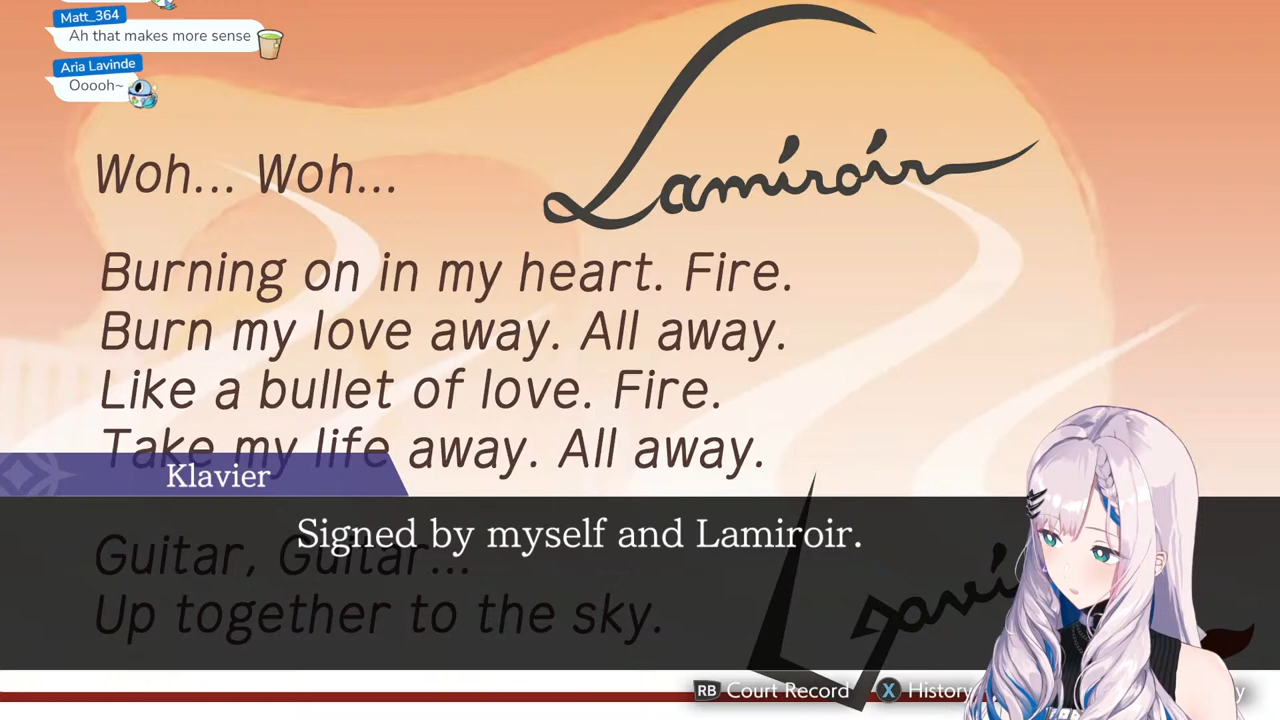 Matt_364
Ah that makes more sense
Aria Lavinde
Ooooh~
Lamiroir
Woh... Woh...
Burning on in my heart. Fire.
Burn my love away. All away.
Like a bullet of love. Fire.
Take my life away. All away.
Klavier
Signed by myself and Lamiroir.
Guitar, Guitar...
Up together to the sky.
RB Court Record X History